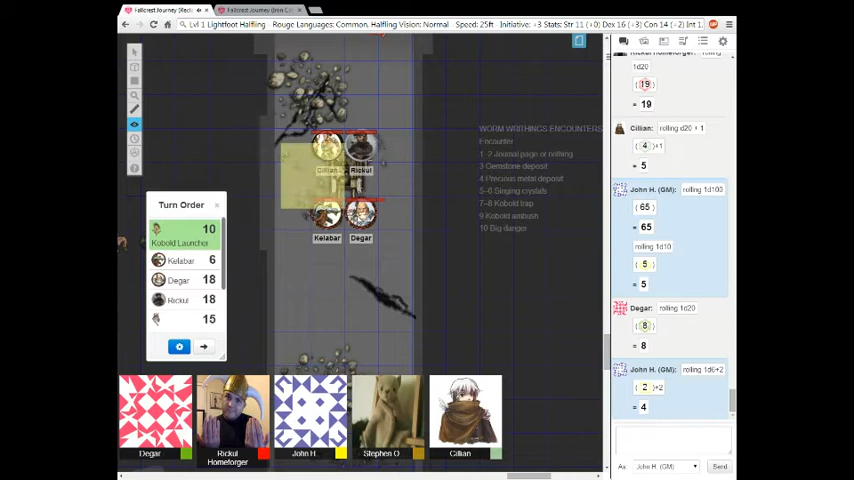 Fallcrest Journey (Roll
Fallcrest Journey (Iron C
Lvl 1 Lightfoot Halfling    Rouge Languages: Common, Halfling Vision: Normal    Speed: 25ft    Initiative: +3 Stats: Str 11 (+0) Dex 16 (+3) Con 14 (+2) Int 1
rolling
1d20
19
= 19
Cillian: rolling d20 + 1
( 4 )+1
= 5
John H. (GM): rolling 1d100
( 65 )
= 65
rolling 1d10
( 5 )
= 5
Degar: rolling 1d20
( 8 )
= 8
John H. (GM): rolling 1d6+2
( 2 )+2
= 4
As: John H. (GM)
Send
WORM WRITHINGS ENCOUNTERS
Encounter
1-2 Journal page or nothing
3 Gemstone deposit
4 Precious metal deposit
5-6 Singing crystals
7-8 Kobold trap
9 Kobold ambush
10 Big danger
Cillian
Rickul
Kelabar
Degar
Turn Order
10
Kobold Launcher
Kelabar 6
Degar 18
Rickul 18
15
Degar
Rickul
Homeforger
John H
Stephen O
Cillian